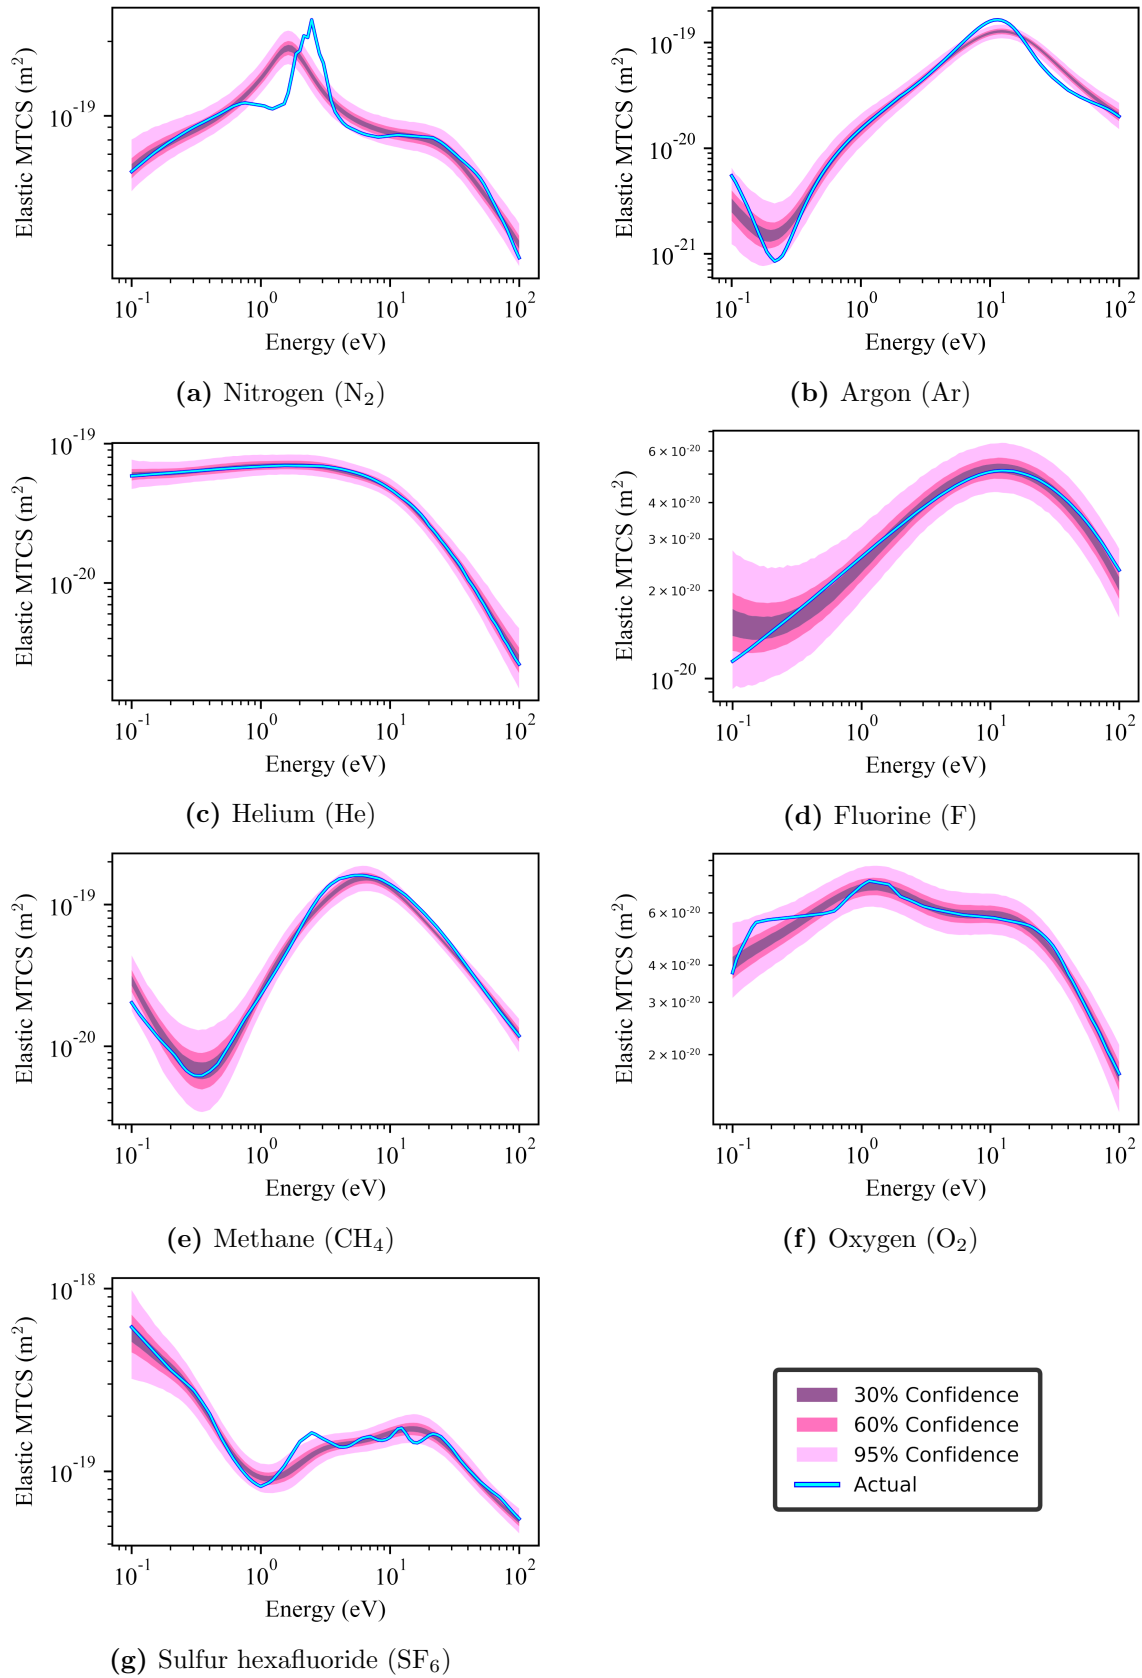 Elastic MTCS (m²)
10⁻¹⁹
10⁻¹ 10⁰ 10¹ 10²
Energy (eV)
(a) Nitrogen (N₂)
Elastic MTCS (m²)
10⁻¹⁹
10⁻²⁰
10⁻²¹
10⁻¹ 10⁰ 10¹ 10²
Energy (eV)
(b) Argon (Ar)
Elastic MTCS (m²)
10⁻¹⁹
10⁻²⁰
10⁻¹ 10⁰ 10¹ 10²
Energy (eV)
(c) Helium (He)
Elastic MTCS (m²)
6 × 10⁻²⁰
4 × 10⁻²⁰
3 × 10⁻²⁰
2 × 10⁻²⁰
10⁻²⁰
10⁻¹ 10⁰ 10¹ 10²
Energy (eV)
(d) Fluorine (F)
Elastic MTCS (m²)
10⁻¹⁹
10⁻²⁰
10⁻¹ 10⁰ 10¹ 10²
Energy (eV)
(e) Methane (CH₄)
Elastic MTCS (m²)
6 × 10⁻²⁰
4 × 10⁻²⁰
3 × 10⁻²⁰
2 × 10⁻²⁰
10⁻¹ 10⁰ 10¹ 10²
Energy (eV)
(f) Oxygen (O₂)
Elastic MTCS (m²)
10⁻¹⁸
10⁻¹⁹
10⁻¹ 10⁰ 10¹ 10²
Energy (eV)
(g) Sulfur hexafluoride (SF₆)
30% Confidence
60% Confidence
95% Confidence
Actual